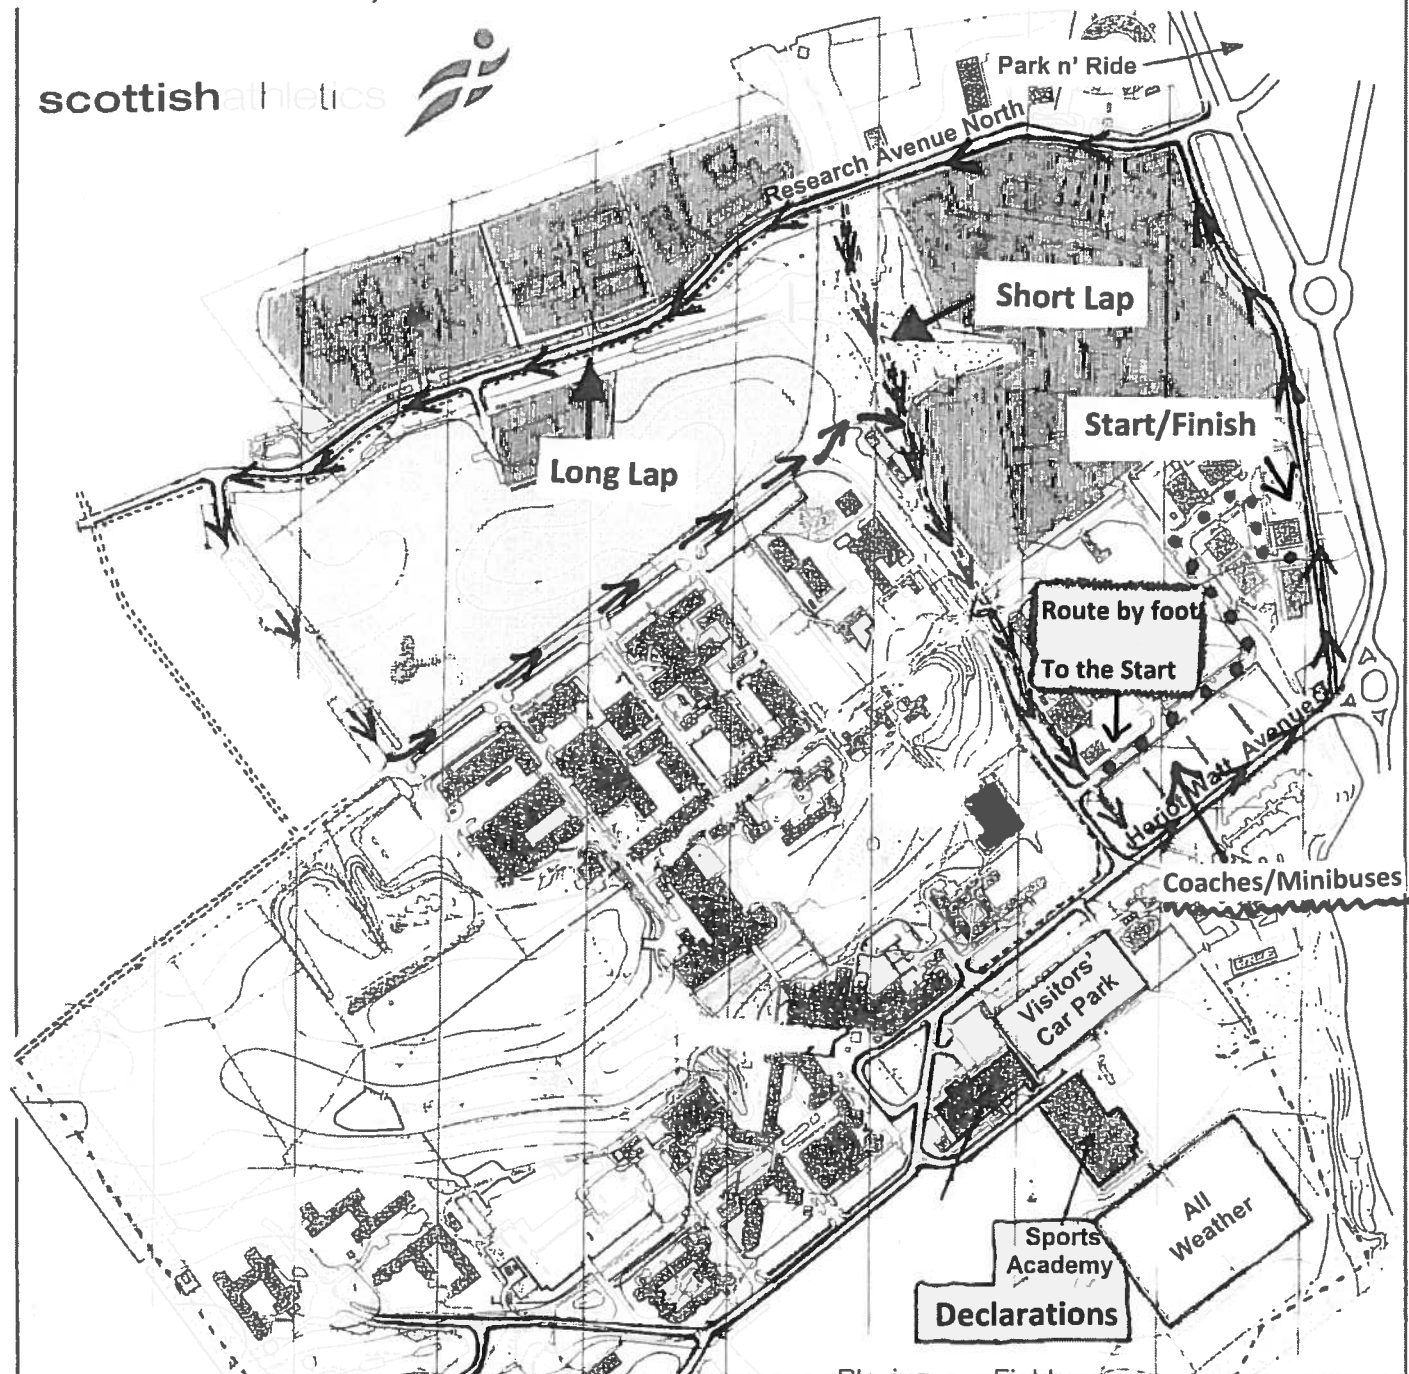 scottishathletics
Park n' Ride
Research Avenue North
Short Lap
Start/Finish
Long Lap
Route by foot
To the Start
Heriot Watt Avenue
Coaches/Minibuses
Visitors'
Car Park
All
Weather
Sports
Academy
Declarations